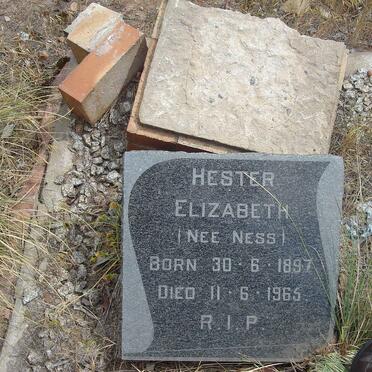 HESTER
ELIZABETH
(NEE NESS)
BORN 30·6·1897
DIED 11·6·1965
R.I.P.